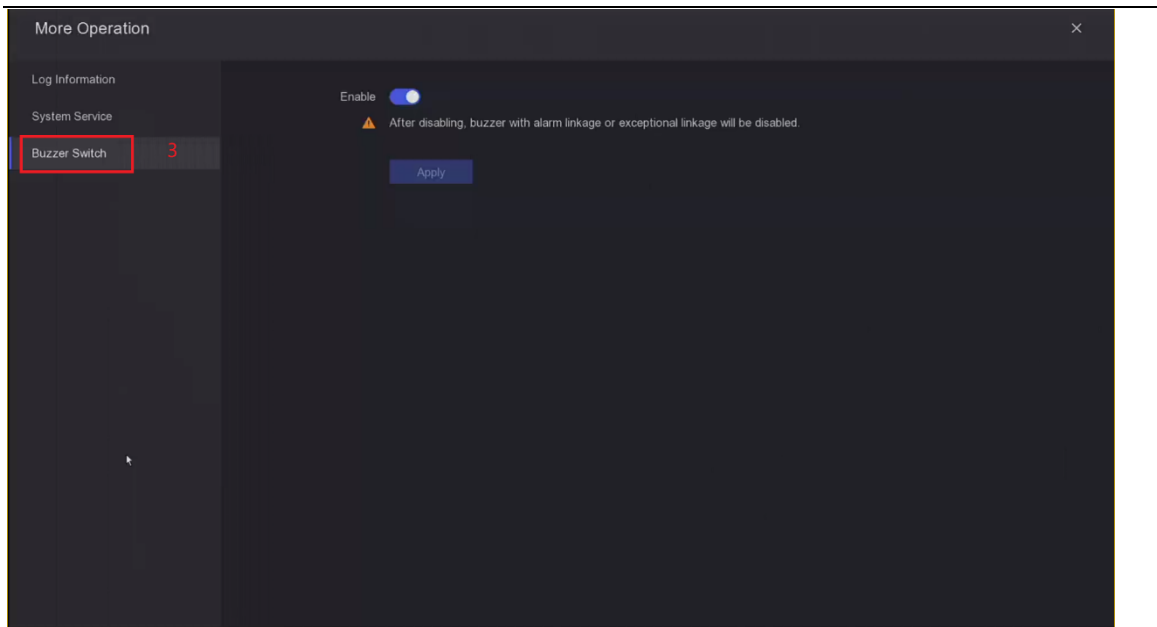 More Operation
Log Information
System Service
Buzzer Switch 3
Enable
After disabling, buzzer with alarm linkage or exceptional linkage will be disabled.
Apply